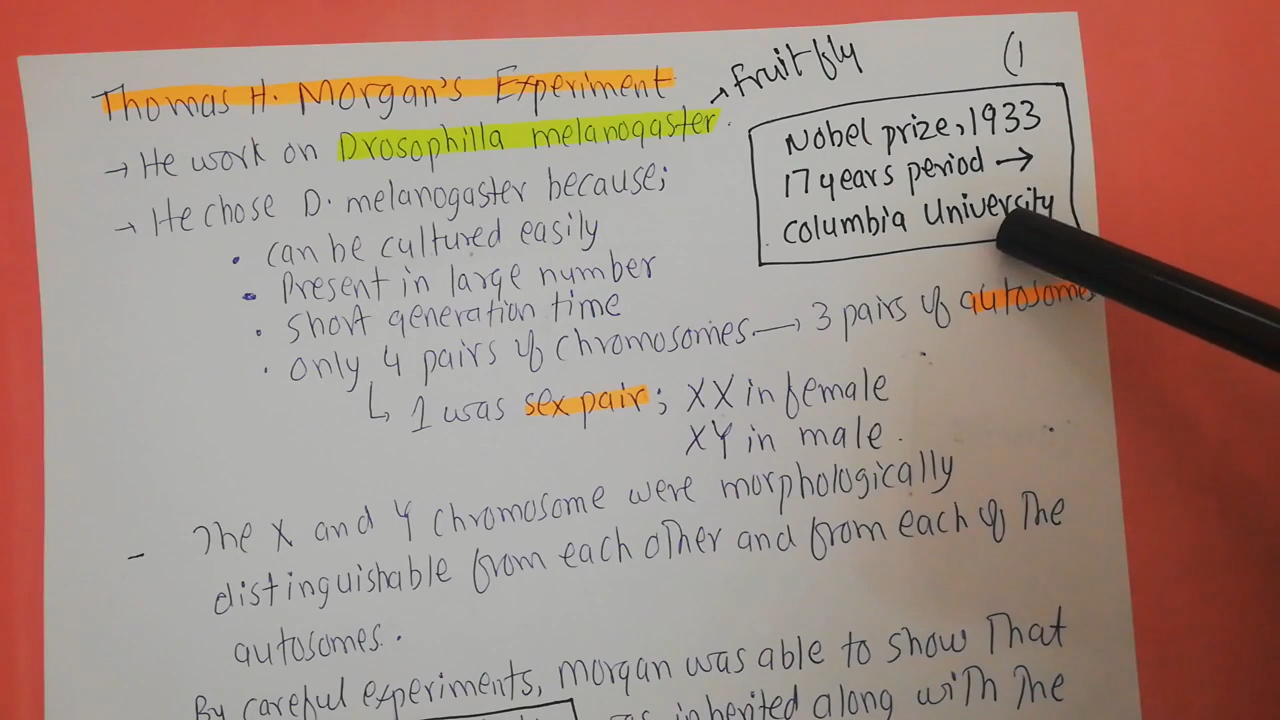 Thomas H. Morgan's Experiment
→ He work on Drosophilla melanogaster. → Fruit fly
(1
Nobel prize, 1933
17 years period →
Columbia University
→ He chose D. melanogaster because;
• can be cultured easily
• Present in large number
• Short generation time
• only 4 pairs of chromosomes → 3 pairs of autosomes
↳ 1 was sex pair; XX in female
XY in male.
- The X and Y chromosome were morphologically
distinguishable from each other and from each of the
autosomes.
By careful experiments, Morgan was able to show That
inherited along with The